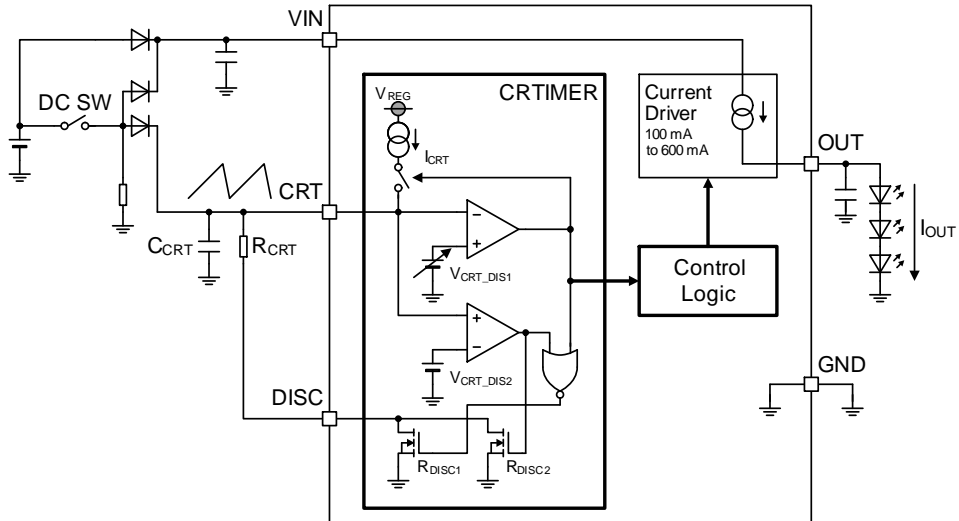 VIN
CRTIMER
VREG
DC SW
Current
Driver
100 mA
to 600 mA
ICRT
OUT
CRT
CCRT
RCRT
VCRT_DIS1
Control
Logic
IOUT
VCRT_DIS2
GND
DISC
RDISC1
RDISC2